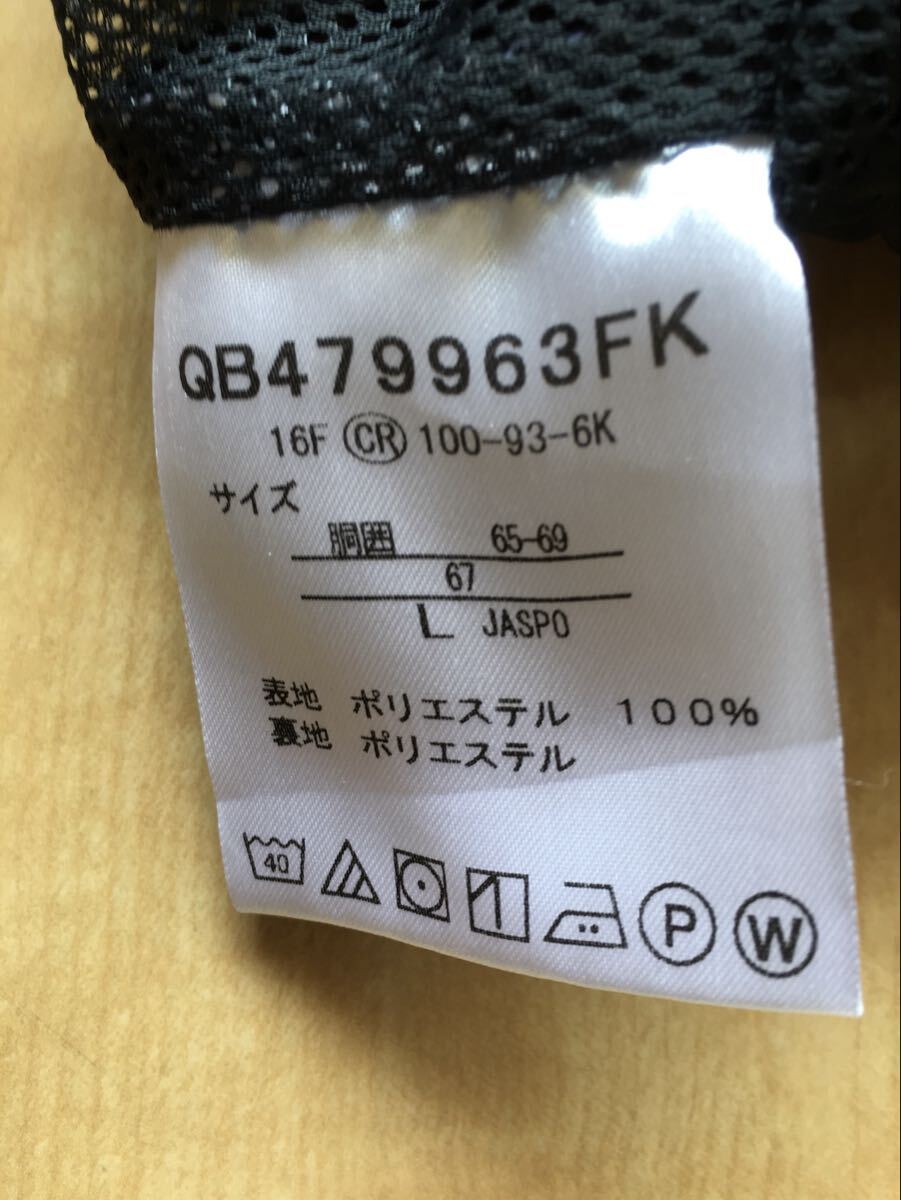 QB479963FK
16F CR 100-93-6K
サイズ
胴囲 65-69
67
L JASPO
表地 ポリエステル 100%
裏地 ポリエステル
40 P W